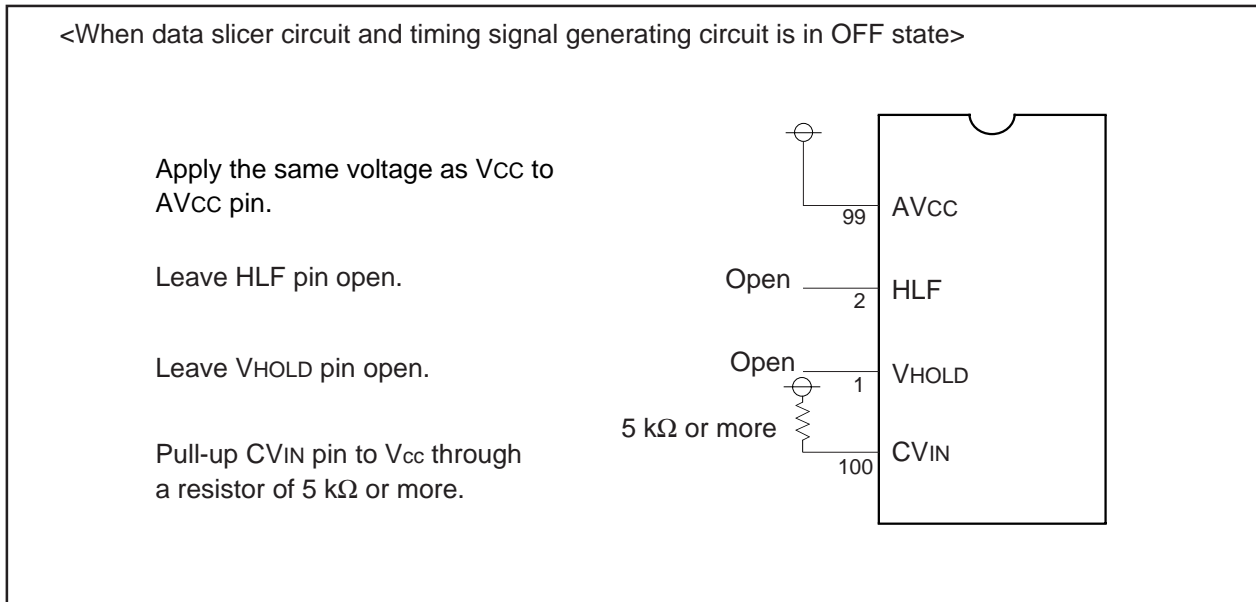 <When data slicer circuit and timing signal generating circuit is in OFF state>
Apply the same voltage as VCC to
AVCC pin.
Leave HLF pin open.
Leave VHOLD pin open.
Pull-up CVIN pin to Vcc through
a resistor of 5 kΩ or more.
99 AVCC
Open 2 HLF
Open 1 VHOLD
5 kΩ or more 100 CVIN